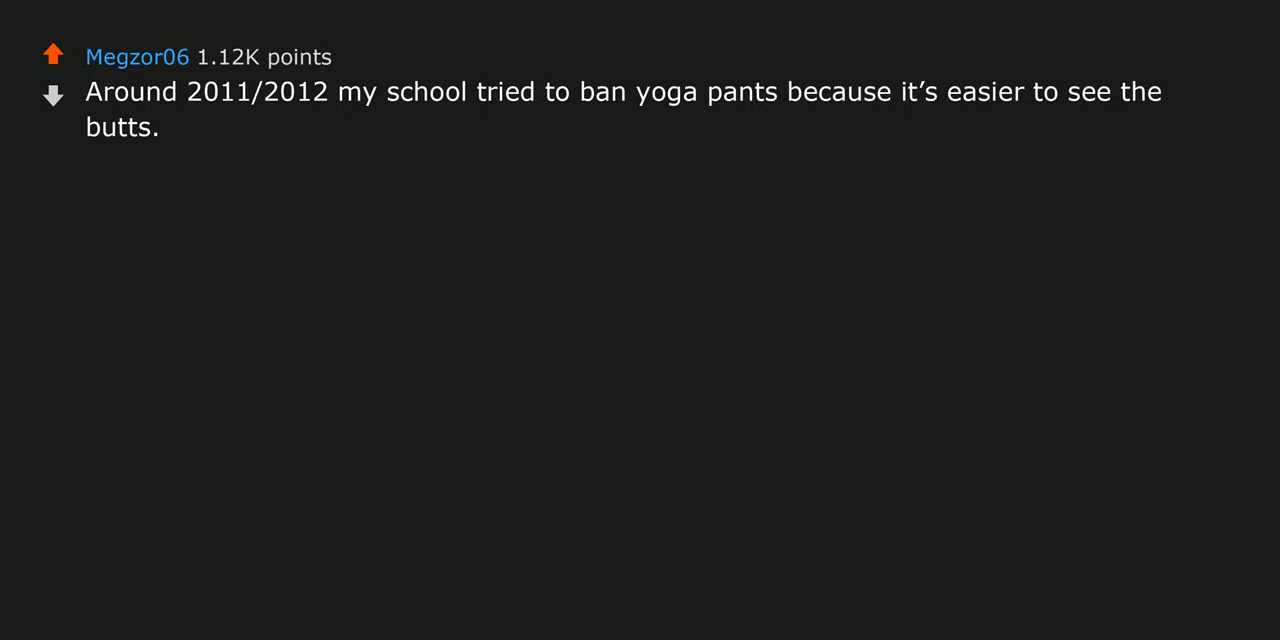 Megzor06 1.12K points
Around 2011/2012 my school tried to ban yoga pants because it’s easier to see the
butts.